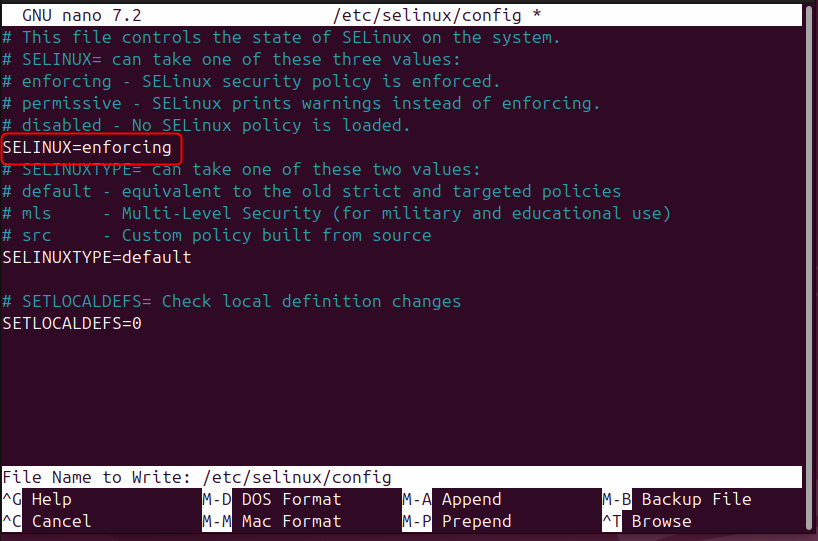 GNU nano 7.2 /etc/selinux/config *
# This file controls the state of SELinux on the system.
# SELINUX= can take one of these three values:
# enforcing - SELinux security policy is enforced.
# permissive - SELinux prints warnings instead of enforcing.
# disabled - No SELinux policy is loaded.
SELINUX=enforcing
# SELINUXTYPE= can take one of these two values:
# default - equivalent to the old strict and targeted policies
# mls     - Multi-Level Security (for military and educational use)
# src     - Custom policy built from source
SELINUXTYPE=default
# SETLOCALDEFS= Check local definition changes
SETLOCALDEFS=0
File Name to Write: /etc/selinux/config
^G Help M-D DOS Format M-A Append M-B Backup File
^C Cancel M-M Mac Format M-P Prepend ^T Browse